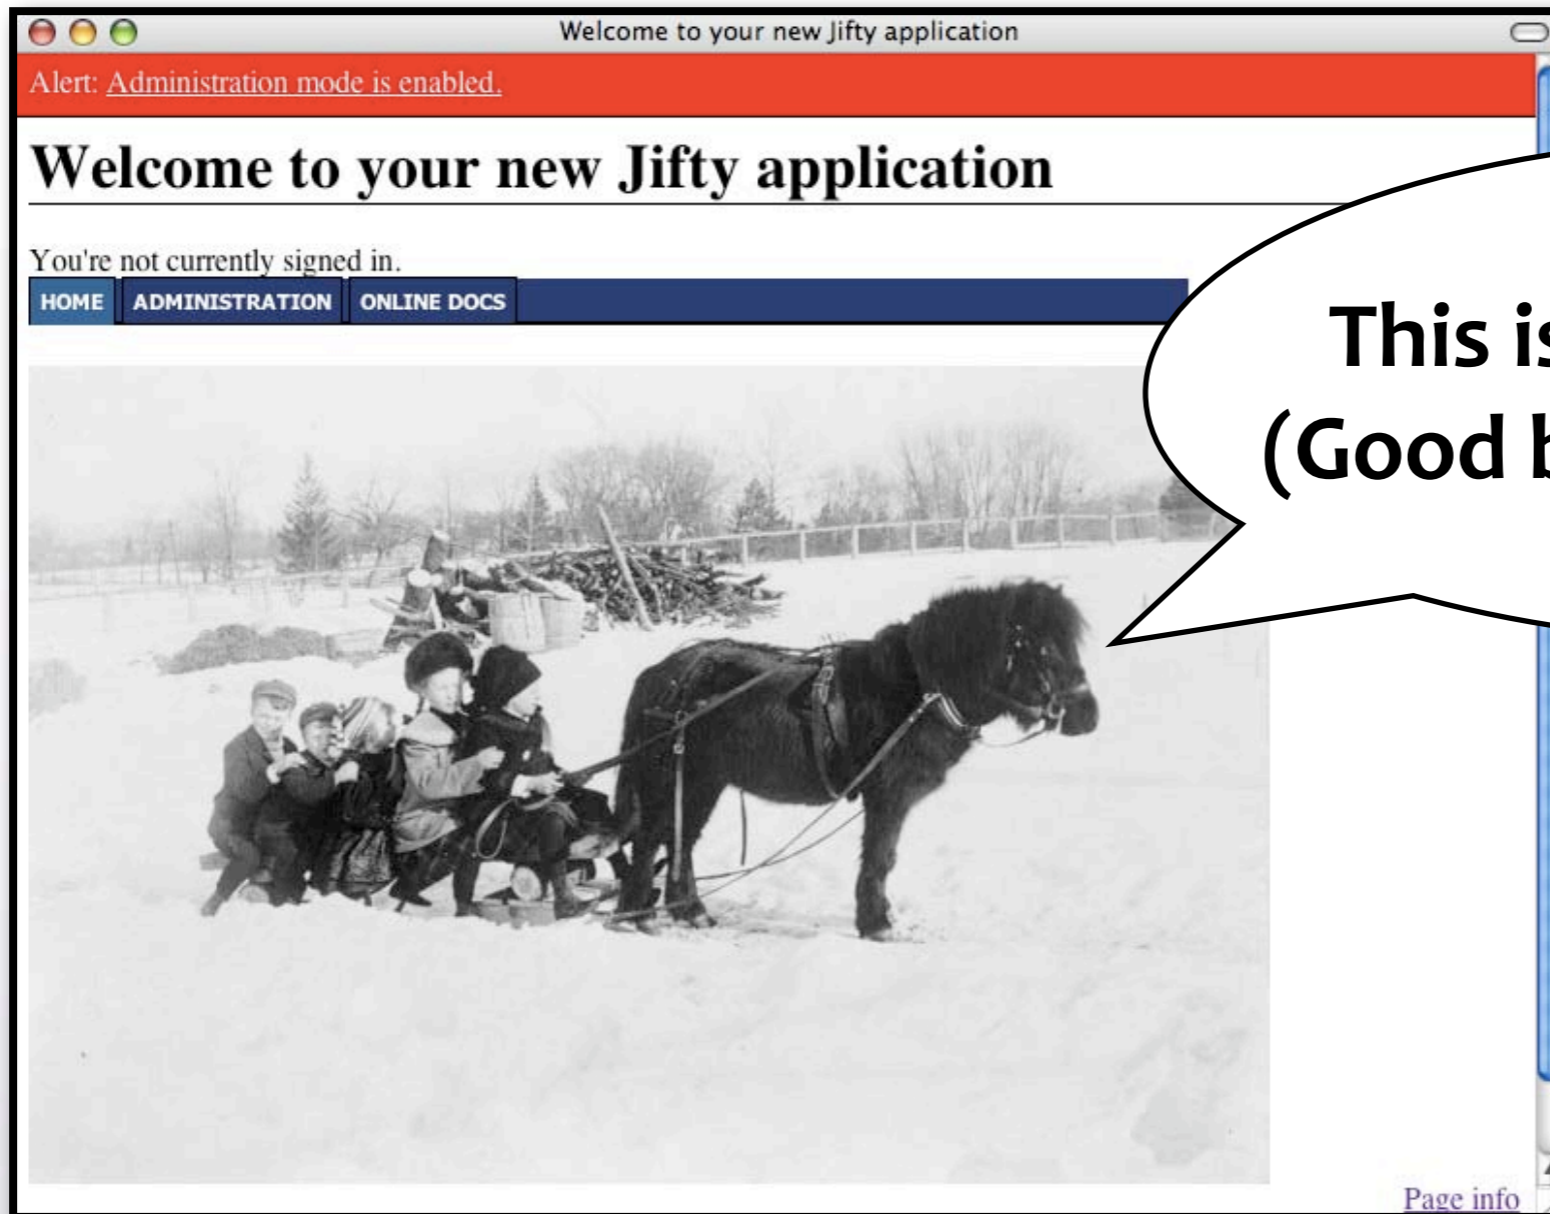 Welcome to your new Jifty application
Alert: Administration mode is enabled.
Welcome to your new Jifty application
You're not currently signed in.
HOME ADMINISTRATION ONLINE DOCS
This is
(Good b
Page info